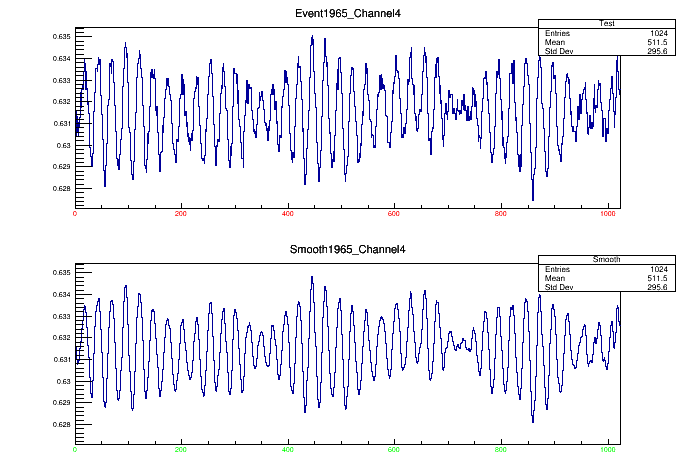 Event1965_Channel4
Test
Entries 1024
Mean 511.5
Std Dev 295.6
0.635
0.634
0.633
0.632
0.631
0.63
0.629
0.628
0 200 400 600 800 1000
Smooth1965_Channel4
Smooth
Entries 1024
Mean 511.5
Std Dev 295.6
0.635
0.634
0.633
0.632
0.631
0.63
0.629
0.628
0 200 400 600 800 1000